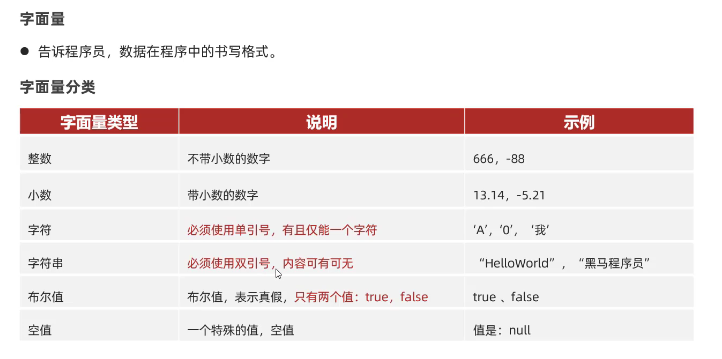 字面量
● 告诉程序员，数据在程序中的书写格式。
字面量分类
字面量类型 说明 示例
整数 不带小数的数字 666，-88
小数 带小数的数字 13.14，-5.21
字符 必须使用单引号，有且仅能一个字符 ‘A’，‘0’， ‘我’
字符串 必须使用双引号，内容可有可无 “HelloWorld”，“黑马程序员”
布尔值 布尔值，表示真假，只有两个值：true，false true 、false
空值 一个特殊的值，空值 值是：null